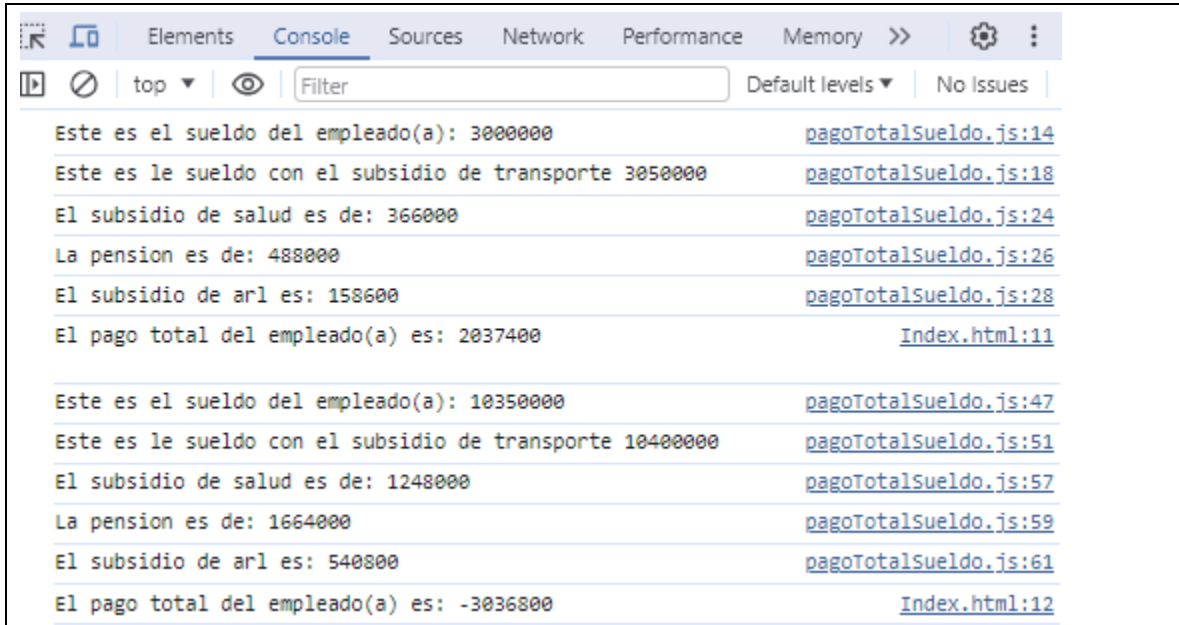 Elements Console Sources Network Performance Memory >>
top ▼ Filter Default levels ▼ No Issues
Este es el sueldo del empleado(a): 3000000 pagoTotalSueldo.js:14
Este es le sueldo con el subsidio de transporte 3050000 pagoTotalSueldo.js:18
El subsidio de salud es de: 366000 pagoTotalSueldo.js:24
La pension es de: 488000 pagoTotalSueldo.js:26
El subsidio de arl es: 158600 pagoTotalSueldo.js:28
El pago total del empleado(a) es: 2037400 Index.html:11
Este es el sueldo del empleado(a): 10350000 pagoTotalSueldo.js:47
Este es le sueldo con el subsidio de transporte 10400000 pagoTotalSueldo.js:51
El subsidio de salud es de: 1248000 pagoTotalSueldo.js:57
La pension es de: 1664000 pagoTotalSueldo.js:59
El subsidio de arl es: 540800 pagoTotalSueldo.js:61
El pago total del empleado(a) es: -3036800 Index.html:12